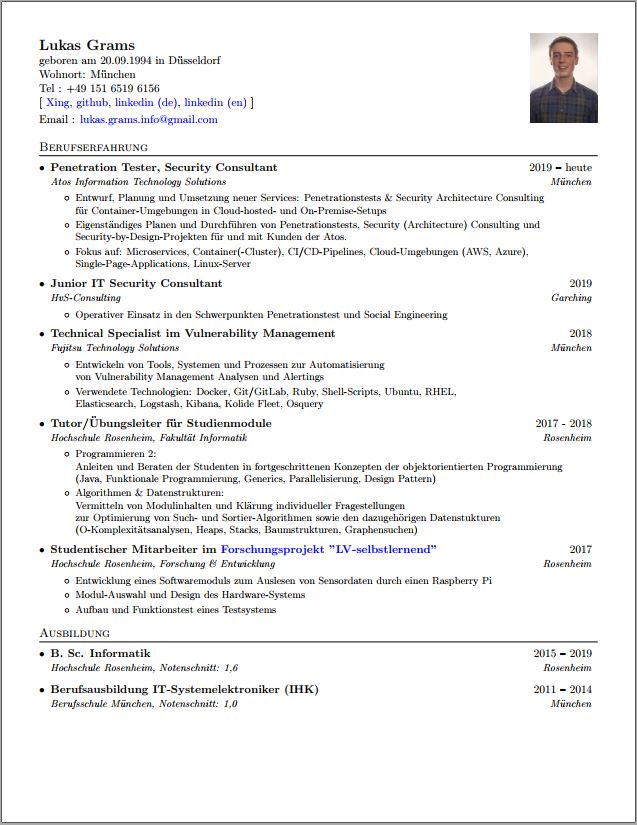 Lukas Grams
geboren am 20.09.1994 in Düsseldorf
Wohnort: München
Tel : +49 151 6519 6156
[ Xing, github, linkedin (de), linkedin (en) ]
Email : lukas.grams.info@gmail.com
Berufserfahrung
• Penetration Tester, Security Consultant 2019 – heute
Atos Information Technology Solutions München
◦ Entwurf, Planung und Umsetzung neuer Services: Penetrationstests & Security Architecture Consulting
für Container-Umgebungen in Cloud-hosted- und On-Premise-Setups
◦ Eigenständiges Planen und Durchführen von Penetrationstests, Security (Architecture) Consulting und
Security-by-Design-Projekten für und mit Kunden der Atos.
◦ Fokus auf: Microservices, Container(-Cluster), CI/CD-Pipelines, Cloud-Umgebungen (AWS, Azure),
Single-Page-Applications, Linux-Server
• Junior IT Security Consultant 2019
HvS-Consulting Garching
◦ Operativer Einsatz in den Schwerpunkten Penetrationstest und Social Engineering
• Technical Specialist im Vulnerability Management 2018
Fujitsu Technology Solutions München
◦ Entwickeln von Tools, Systemen und Prozessen zur Automatisierung
von Vulnerability Management Analysen und Alertings
◦ Verwendete Technologien: Docker, Git/GitLab, Ruby, Shell-Scripts, Ubuntu, RHEL,
Elasticsearch, Logstash, Kibana, Kolide Fleet, Osquery
• Tutor/Übungsleiter für Studienmodule 2017 - 2018
Hochschule Rosenheim, Fakultät Informatik Rosenheim
◦ Programmieren 2:
Anleiten und Beraten der Studenten in fortgeschrittenen Konzepten der objektorientierten Programmierung
(Java, Funktionale Programmierung, Generics, Parallelisierung, Design Pattern)
◦ Algorithmen & Datenstrukturen:
Vermitteln von Modulinhalten und Klärung individueller Fragestellungen
zur Optimierung von Such- und Sortier-Algorithmen sowie den dazugehörigen Datenstukturen
(O-Komplexitätsanalysen, Heaps, Stacks, Baumstrukturen, Graphensuchen)
• Studentischer Mitarbeiter im Forschungsprojekt "LV-selbstlernend" 2017
Hochschule Rosenheim, Forschung & Entwicklung Rosenheim
◦ Entwicklung eines Softwaremoduls zum Auslesen von Sensordaten durch einen Raspberry Pi
◦ Modul-Auswahl und Design des Hardware-Systems
◦ Aufbau und Funktionstest eines Testsystems
Ausbildung
• B. Sc. Informatik 2015 – 2019
Hochschule Rosenheim, Notenschnitt: 1,6 Rosenheim
• Berufsausbildung IT-Systemelektroniker (IHK) 2011 – 2014
Berufsschule München, Notenschnitt: 1,0 München